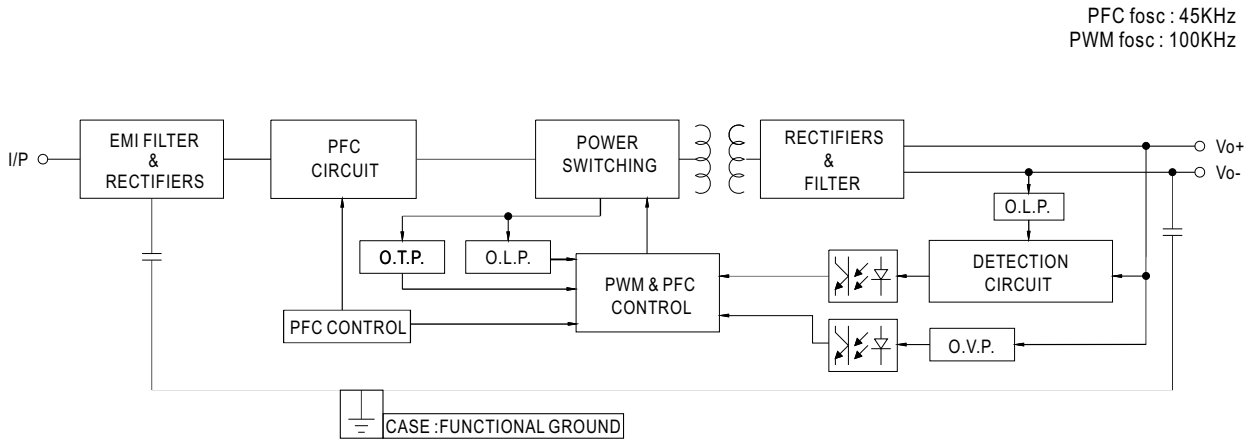 PFC fosc : 45KHz
PWM fosc : 100KHz
I/P
EMI FILTER
&
RECTIFIERS
PFC
CIRCUIT
POWER
SWITCHING
RECTIFIERS
&
FILTER
Vo+
Vo-
O.L.P.
O.T.P.
O.L.P.
PWM & PFC
CONTROL
DETECTION
CIRCUIT
PFC CONTROL
O.V.P.
CASE :FUNCTIONAL GROUND